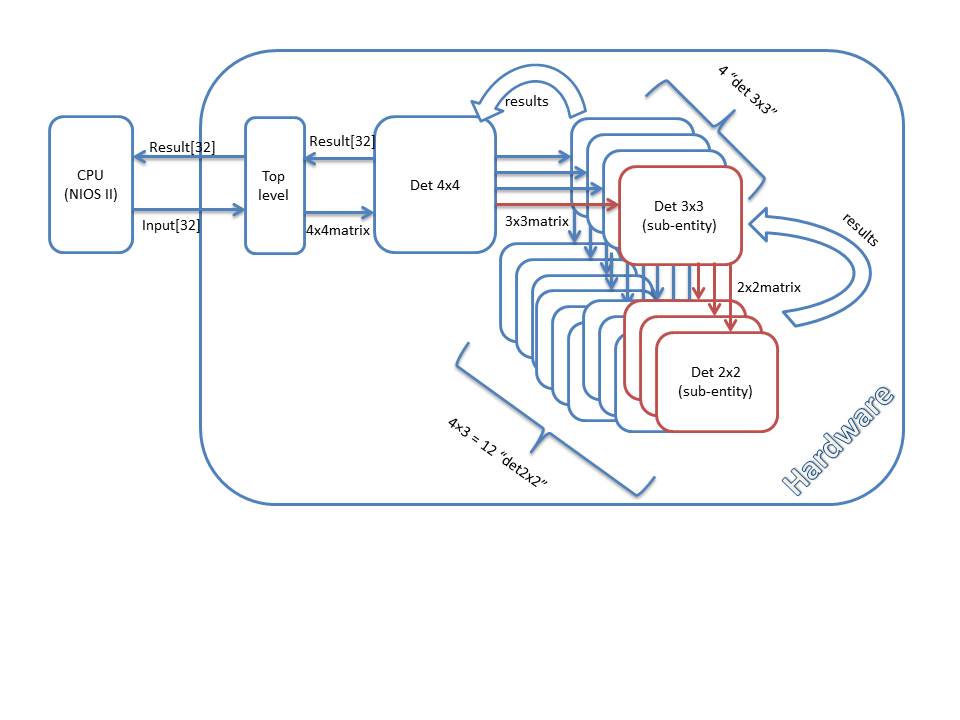 4 “det 3x3”
results
Result[32]
Result[32]
CPU
(NIOS II)
Top
level
Det 4x4
Input[32]
4x4matrix
3x3matrix
Det 3x3
(sub-entity)
results
2x2matrix
Det 2x2
(sub-entity)
4×3 = 12 “det2x2”
Hardware